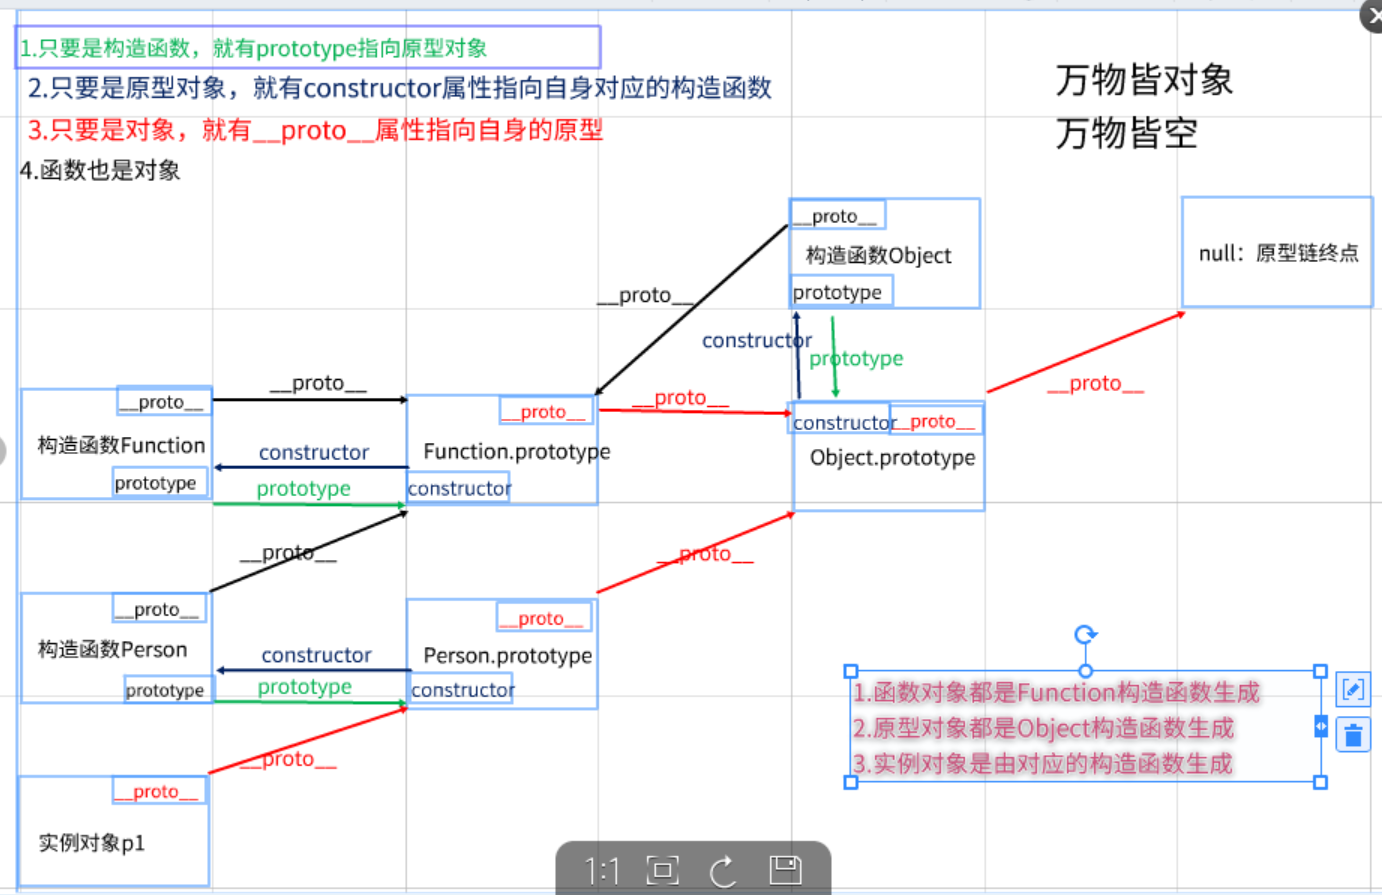 1.只要是构造函数，就有prototype指向原型对象
2.只要是原型对象，就有constructor属性指向自身对应的构造函数
3.只要是对象，就有__proto__属性指向自身的原型
4.函数也是对象
万物皆对象
万物皆空
__proto__
构造函数Object
prototype
null：原型链终点
__proto__
constructor
prototype
__proto__
__proto__
__proto__
构造函数Function
prototype
constructor
prototype
__proto__
Function.prototype
constructor
__proto__
constructor
__proto__
Object.prototype
__proto__
__proto__
__proto__
构造函数Person
prototype
constructor
prototype
__proto__
Person.prototype
constructor
__proto__
__proto__
实例对象p1
1.函数对象都是Function构造函数生成
2.原型对象都是Object构造函数生成
3.实例对象是由对应的构造函数生成
1:1